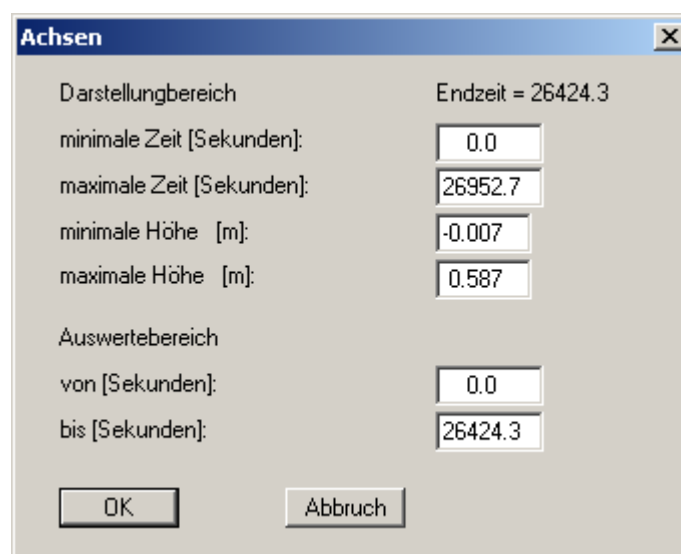 Achsen
Darstellungbereich Endzeit = 26424.3
minimale Zeit [Sekunden]: 0.0
maximale Zeit [Sekunden]: 26952.7
minimale Höhe [m]: -0.007
maximale Höhe [m]: 0.587
Auswertebereich
von [Sekunden]: 0.0
bis [Sekunden]: 26424.3
OK Abbruch